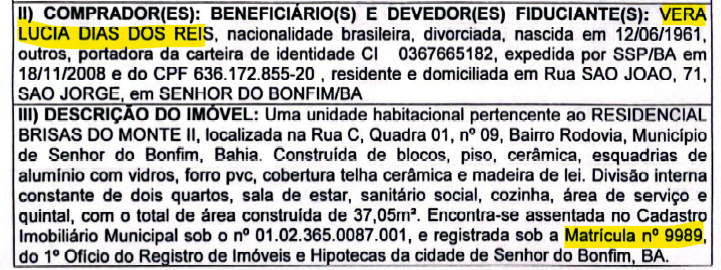 II) COMPRADOR(ES): BENEFICIÁRIO(S) E DEVEDOR(ES) FIDUCIANTE(S): VERA
LUCIA DIAS DOS REIS, nacionalidade brasileira, divorciada, nascida em 12/06/1961,
outros, portadora da carteira de identidade CI 0367665182, expedida por SSP/BA em
18/11/2008 e do CPF 636.172.855-20 , residente e domiciliada em Rua SAO JOAO, 71,
SAO JORGE, em SENHOR DO BONFIM/BA
III) DESCRIÇÃO DO IMÓVEL: Uma unidade habitacional pertencente ao RESIDENCIAL
BRISAS DO MONTE II, localizada na Rua C, Quadra 01, nº 09, Bairro Rodovia, Município
de Senhor do Bonfim, Bahia. Construída de blocos, piso, cerâmica, esquadrias de
alumínio com vidros, forro pvc, cobertura telha cerâmica e madeira de lei. Divisão interna
constante de dois quartos, sala de estar, sanitário social, cozinha, área de serviço e
quintal, com o total de área construída de 37,05m². Encontra-se assentada no Cadastro
Imobiliário Municipal sob o nº 01.02.365.0087.001, e registrada sob a Matrícula nº 9989,
do 1º Ofício do Registro de Imóveis e Hipotecas da cidade de Senhor do Bonfim, BA.